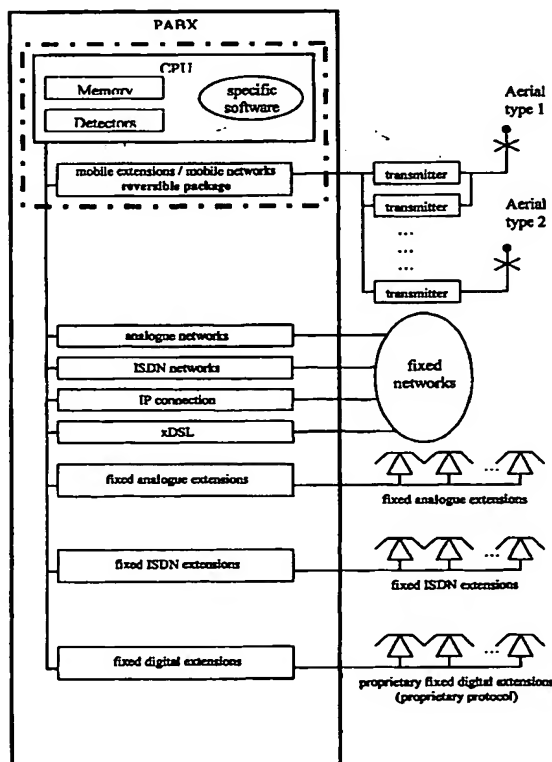 PABX
CPU
Memory
Detectors
specific
software
mobile extensions / mobile networks
reversible package
transmitter
transmitter
...
...
transmitter
Aerial
type 1
Aerial
type 2
analogue networks
ISDN networks
IP connection
xDSL
fixed
networks
fixed analogue extensions
...
fixed analogue extensions
fixed ISDN extensions
...
fixed ISDN extensions
fixed digital extensions
...
proprietary fixed digital extensions
(proprietary protocol)